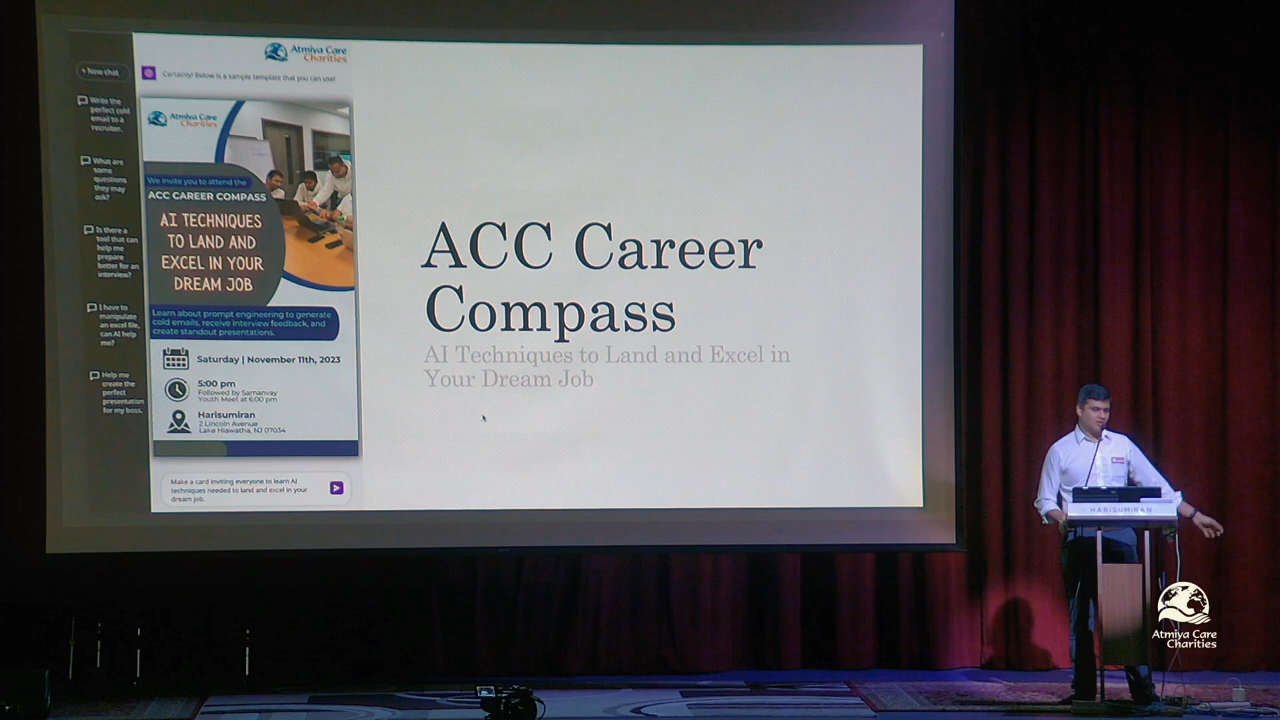 Atmiya Care
Charities
+ New chat
Certainly! Below is a sample template that you can use!
Write the
perfect cold
email to a
recruiter.
What are
some
questions
they may
ask?
Is there a
tool that can
help me
prepare
better for an
interview?
I have to
manipulate
an excel file,
can AI help
me?
Help me
create the
perfect
presentation
for my boss.
Atmiya Care
Charities
We invite you to attend the
ACC CAREER COMPASS
AI TECHNIQUES
TO LAND AND
EXCEL IN YOUR
DREAM JOB
Learn about prompt engineering to generate
cold emails, receive interview feedback, and
create standout presentations.
Saturday | November 11th, 2023
5:00 pm
Followed by Samanvay
Youth Meet at 6:00 pm
Harisumiran
2 Lincoln Avenue
Lake Hiawatha, NJ 07034
Make a card inviting everyone to learn AI
techniques needed to land and excel in your
dream job.
ACC Career
Compass
AI Techniques to Land and Excel in
Your Dream Job
HARISUMIRAN
Atmiya Care
Charities